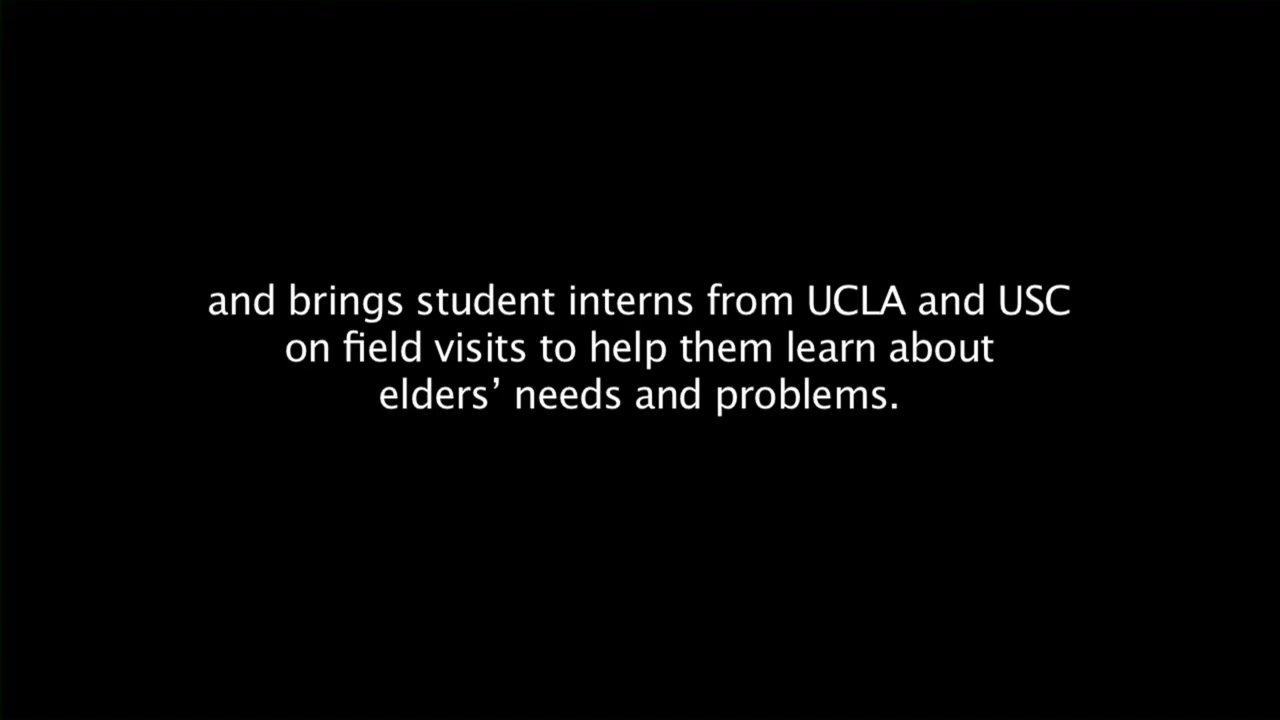 and brings student interns from UCLA and USC
on field visits to help them learn about
elders’ needs and problems.